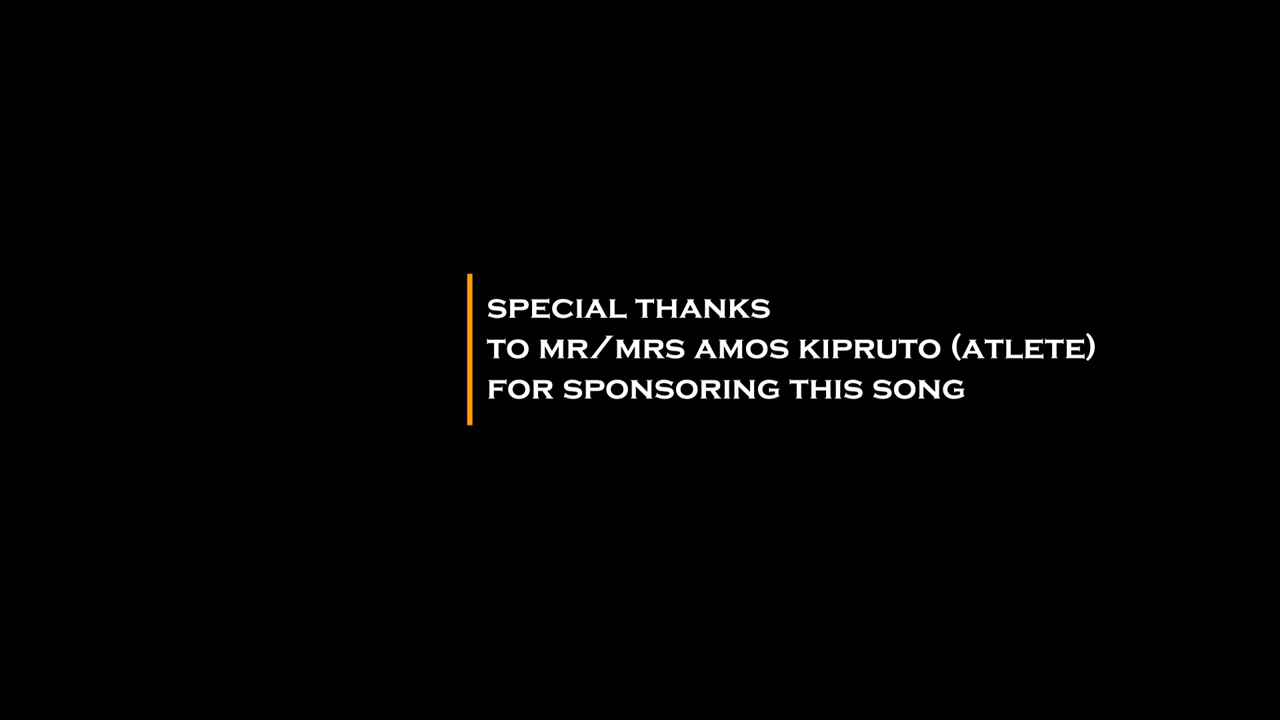 SPECIAL THANKS
TO MR/MRS AMOS KIPRUTO (ATLETE)
FOR SPONSORING THIS SONG